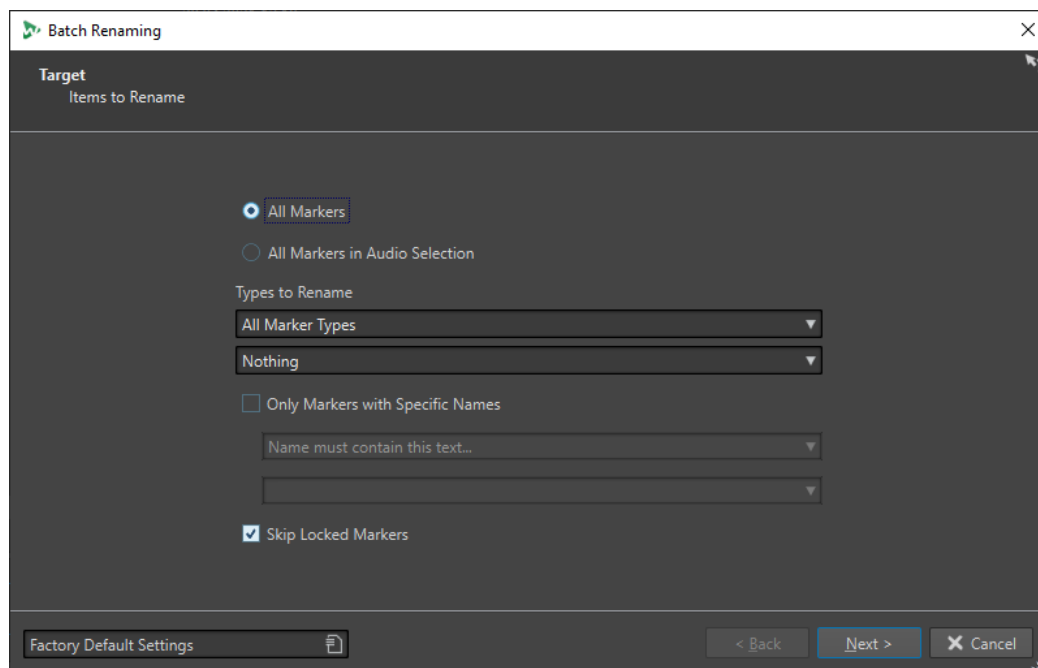 Batch Renaming
Target
Items to Rename
All Markers
All Markers in Audio Selection
Types to Rename
All Marker Types
Nothing
Only Markers with Specific Names
Name must contain this text...
Skip Locked Markers
Factory Default Settings
< Back
Next >
Cancel